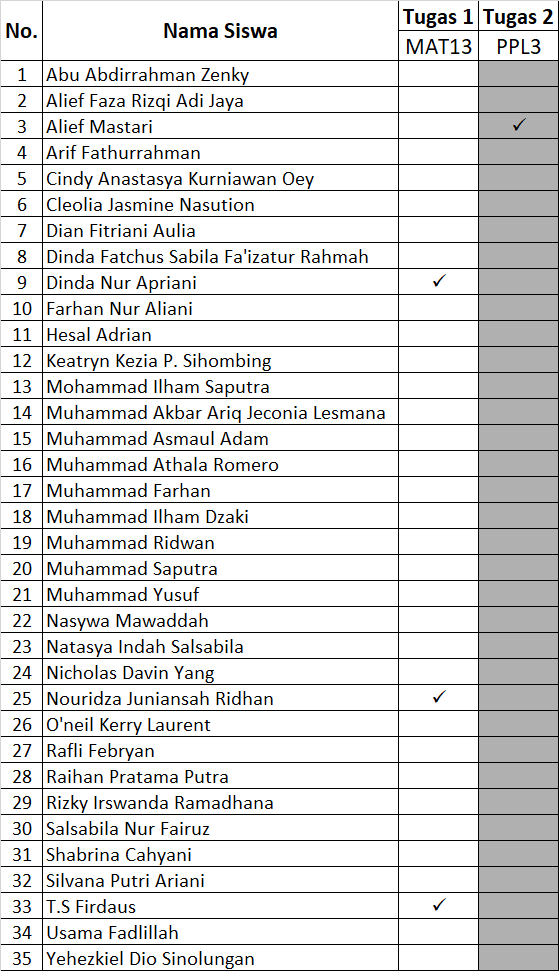 No. Nama Siswa Tugas 1 Tugas 2
MAT13 PPL3
1 Abu Abdirrahman Zenky
2 Alief Faza Rizqi Adi Jaya
3 Alief Mastari ✓
4 Arif Fathurrahman
5 Cindy Anastasya Kurniawan Oey
6 Cleolia Jasmine Nasution
7 Dian Fitriani Aulia
8 Dinda Fatchus Sabila Fa'izatur Rahmah
9 Dinda Nur Apriani ✓
10 Farhan Nur Aliani
11 Hesal Adrian
12 Keatryn Kezia P. Sihombing
13 Mohammad Ilham Saputra
14 Muhammad Akbar Ariq Jeconia Lesmana
15 Muhammad Asmaul Adam
16 Muhammad Athala Romero
17 Muhammad Farhan
18 Muhammad Ilham Dzaki
19 Muhammad Ridwan
20 Muhammad Saputra
21 Muhammad Yusuf
22 Nasywa Mawaddah
23 Natasya Indah Salsabila
24 Nicholas Davin Yang
25 Nouridza Juniansah Ridhan ✓
26 O'neil Kerry Laurent
27 Rafli Febryan
28 Raihan Pratama Putra
29 Rizky Irswanda Ramadhana
30 Salsabila Nur Fairuz
31 Shabrina Cahyani
32 Silvana Putri Ariani
33 T.S Firdaus ✓
34 Usama Fadlillah
35 Yehezkiel Dio Sinolungan